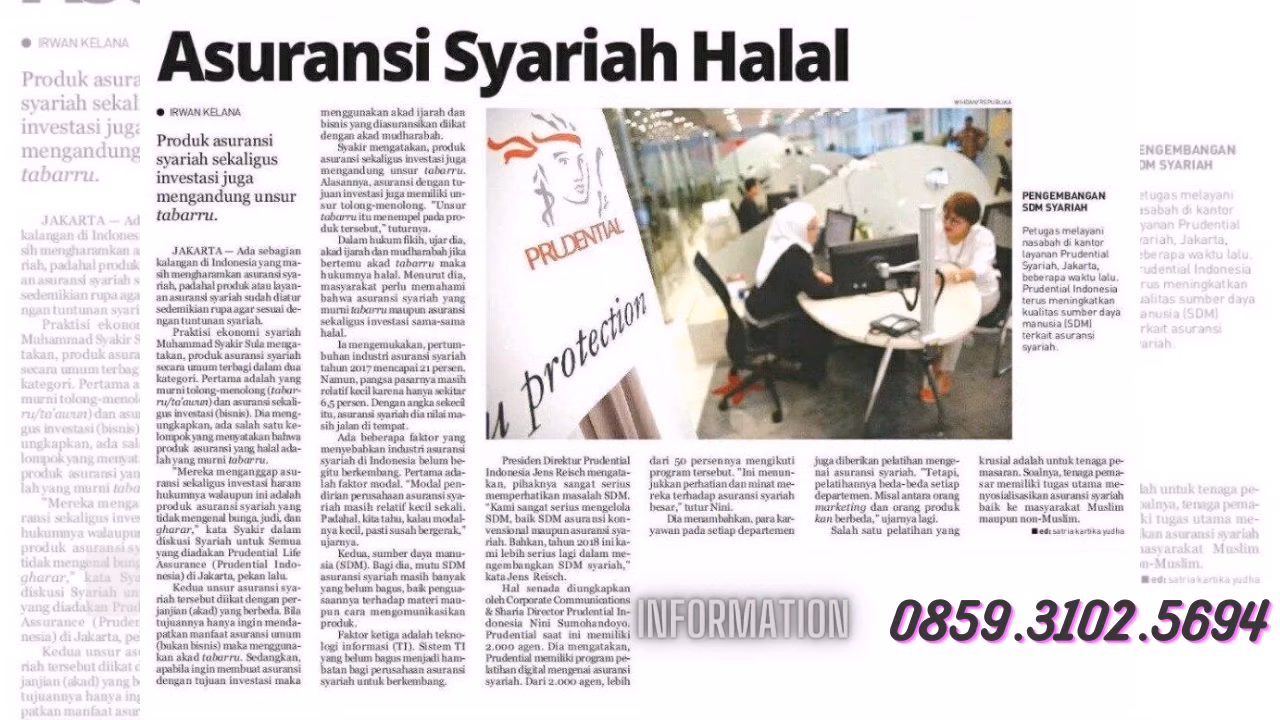 Asuransi Syariah Halal
IRWAN KELANA
Produk asuransi
syariah sekaligus
investasi juga
mengandung unsur
tabarru.
JAKARTA — Ada sebagian
kalangan di Indonesia yang ma-
sih mengharamkan asuransi sya-
riah, padahal produk atau layan-
an asuransi syariah sudah diatur
sedemikian rupa agar sesuai de-
ngan tuntunan syariah.
Praktisi ekonomi syariah
Muhammad Syakir Sula menga-
takan, produk asuransi syariah
secara umum terbagi dalam dua
kategori. Pertama adalah yang
murni tolong-menolong (tabar-
ru/ta'awun) dan asuransi sekali-
gus investasi (bisnis). Dia meng-
ungkapkan, ada salah satu ke-
lompok yang menyatakan bahwa
produk asuransi yang halal ada-
lah yang murni tabarru.
"Mereka menganggap asu-
ransi sekaligus investasi haram
hukumnya walaupun ini adalah
produk asuransi syariah yang
tidak mengenal bunga, judi, dan
gharar," kata Syakir dalam
diskusi Syariah untuk Semua
yang diadakan Prudential Life
Assurance (Prudential Indo-
nesia) di Jakarta, pekan lalu.
Kedua unsur asuransi sya-
riah tersebut diikat dengan per-
janjian (akad) yang berbeda. Bila
tujuannya hanya ingin menda-
patkan manfaat asuransi umum
(bukan bisnis) maka mengguna-
kan akad tabarru. Sedangkan,
apabila ingin membuat asuransi
dengan tujuan investasi maka
menggunakan akad ijarah dan
bisnis yang diasuransikan diikat
dengan akad mudharabah.
Syakir mengatakan, produk
asuransi sekaligus investasi juga
mengandung unsur tabarru.
Alasannya, asuransi dengan tu-
juan investasi juga memiliki un-
sur tolong-menolong. "Unsur
tabarru itu menempel pada pro-
duk tersebut," tuturnya.
Dalam hukum fikih, ujar dia,
akad ijarah dan mudharabah jika
bertemu akad tabarru maka
hukumnya halal. Menurut dia,
masyarakat perlu memahami
bahwa asuransi syariah yang
murni tabarru maupun asuransi
sekaligus investasi sama-sama
halal.
Ia mengemukakan, pertum-
buhan industri asuransi syariah
tahun 2017 mencapai 21 persen.
Namun, pangsa pasarnya masih
relatif kecil karena hanya sekitar
6,5 persen. Dengan angka sekecil
itu, asuransi syariah dia nilai ma-
sih jalan di tempat.
Ada beberapa faktor yang
menyebabkan industri asuransi
syariah di Indonesia belum be-
gitu berkembang. Pertama ada-
lah faktor modal. "Modal pen-
dirian perusahaan asuransi sya-
riah masih relatif kecil sekali.
Padahal, kita tahu, kalau modal-
nya kecil, pasti susah bergerak,"
ujarnya.
Kedua, sumber daya manu-
sia (SDM). Bagi dia, mutu SDM
asuransi syariah masih banyak
yang belum bagus, baik pengua-
saannya terhadap materi mau-
pun cara mengomunikasikan
produk.
Faktor ketiga adalah tekno-
logi informasi (TI). Sistem TI
yang belum bagus menjadi ham-
batan bagi perusahaan asuransi
syariah untuk berkembang.
WIHDAN/REPUBLIKA
PRUDENTIAL
u protection
PENGEMBANGAN
SDM SYARIAH
Petugas melayani
nasabah di kantor
layanan Prudential
Syariah, Jakarta,
beberapa waktu lalu.
Prudential Indonesia
terus meningkatkan
kualitas sumber daya
manusia (SDM)
terkait asuransi
syariah.
Presiden Direktur Prudential
Indonesia Jens Reisch mengata-
kan, pihaknya sangat serius
memperhatikan masalah SDM.
"Kami sangat serius mengelola
SDM, baik SDM asuransi kon-
vensional maupun asuransi sya-
riah. Bahkan, tahun 2018 ini ka-
mi lebih serius lagi dalam me-
ngembangkan SDM syariah,"
kata Jens Reisch.
Hal senada diungkapkan
oleh Corporate Communications
& Sharia Director Prudential In-
donesia Nini Sumohandoyo.
Prudential saat ini memiliki
2.000 agen. Dia mengatakan,
Prudential memiliki program pe-
latihan digital mengenai asuransi
syariah. Dari 2.000 agen, lebih
dari 50 persennya mengikuti
program tersebut. "Ini menun-
jukkan perhatian dan minat me-
reka terhadap asuransi syariah
besar," tutur Nini.
Dia menambahkan, para kar-
yawan pada setiap departemen
juga diberikan pelatihan menge-
nai asuransi syariah. "Tetapi,
pelatihannya beda-beda setiap
departemen. Misal antara orang
marketing dan orang produk
kan berbeda," ujarnya lagi.
Salah satu pelatihan yang
krusial adalah untuk tenaga pe-
masaran. Soalnya, tenaga pema-
sar memiliki tugas utama me-
nyosialisasikan asuransi syariah
baik ke masyarakat Muslim
maupun non-Muslim.
ed: satria kartika yudha
INFORMATION
0859.3102.5694